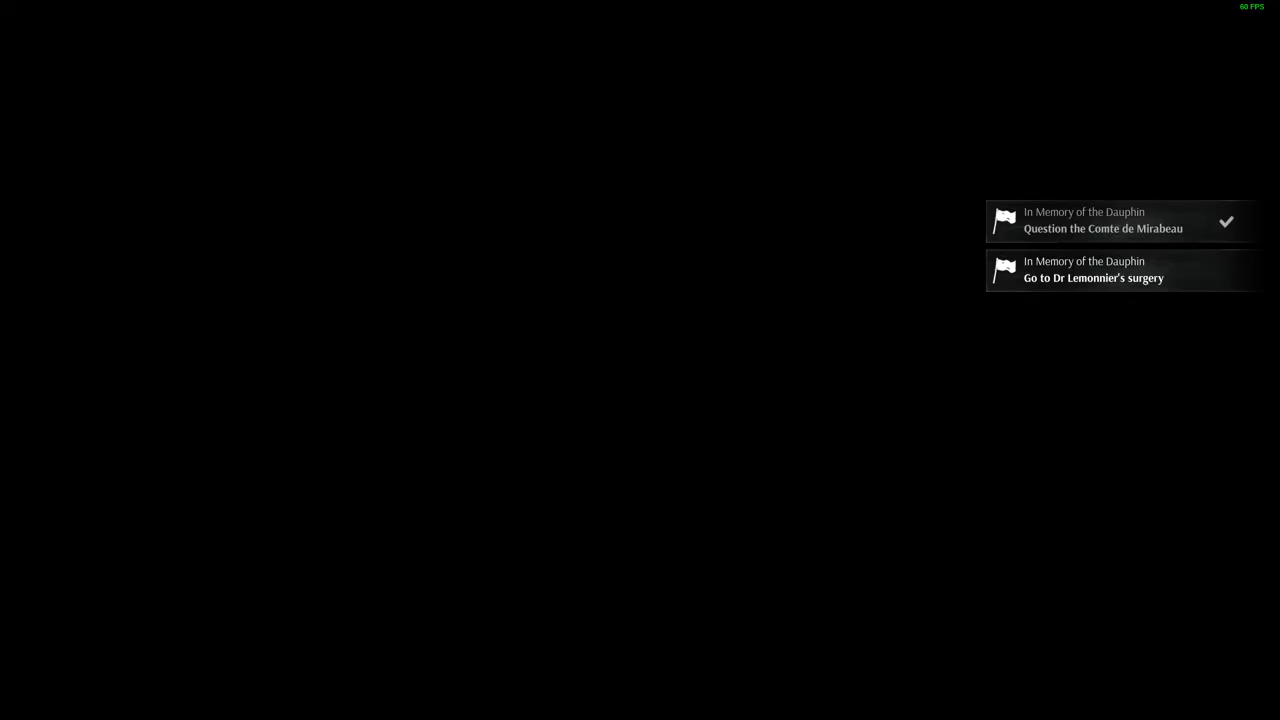 60 FPS
In Memory of the Dauphin
Question the Comte de Mirabeau
In Memory of the Dauphin
Go to Dr Lemonnier's surgery